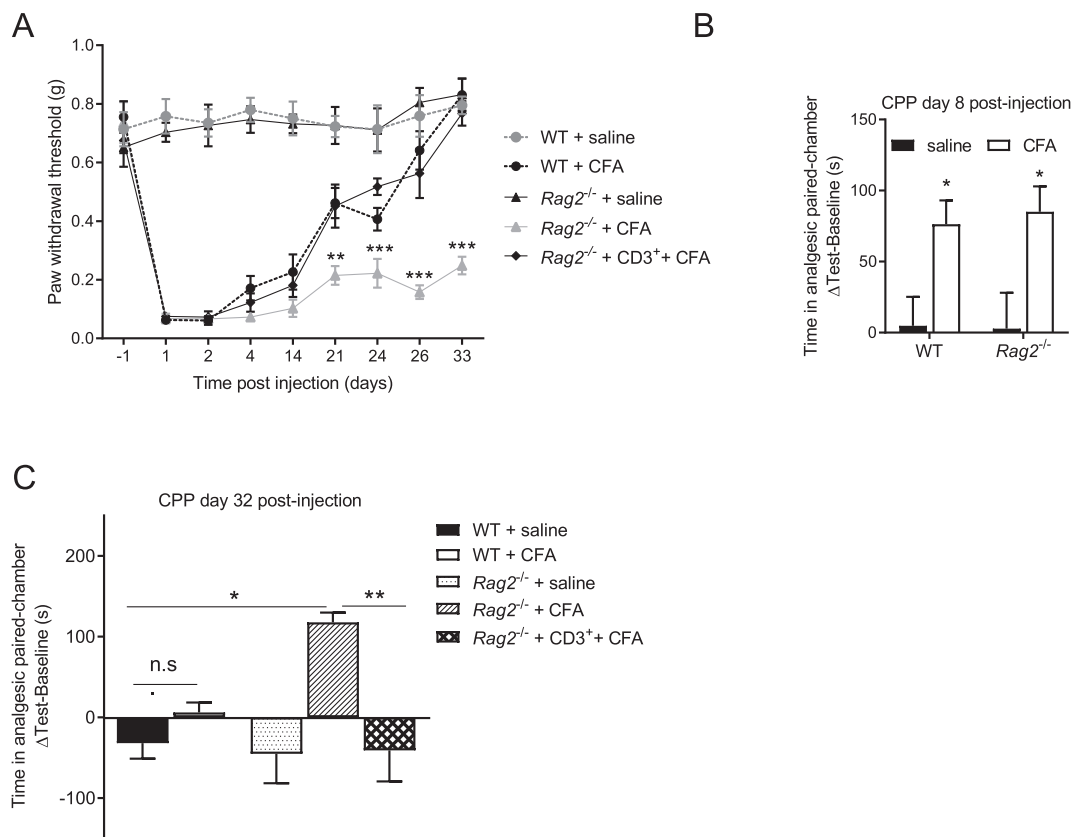 A
Paw withdrawal threshold (g)
1.0
0.8
0.6
0.4
0.2
0.0
** *** *** ***
-1 1 2 4 14 21 24 26 33
Time post injection (days)
WT + saline
WT + CFA
Rag2-/- + saline
Rag2-/- + CFA
Rag2-/- + CD3+ + CFA
B
CPP day 8 post-injection
Time in analgesic paired-chamber
ΔTest-Baseline (s)
150
100
50
0
saline CFA
* *
WT Rag2-/-
C
CPP day 32 post-injection
Time in analgesic paired-chamber
ΔTest-Baseline (s)
200
100
0
-100
* **
n.s
.
WT + saline
WT + CFA
Rag2-/- + saline
Rag2-/- + CFA
Rag2-/- + CD3+ + CFA